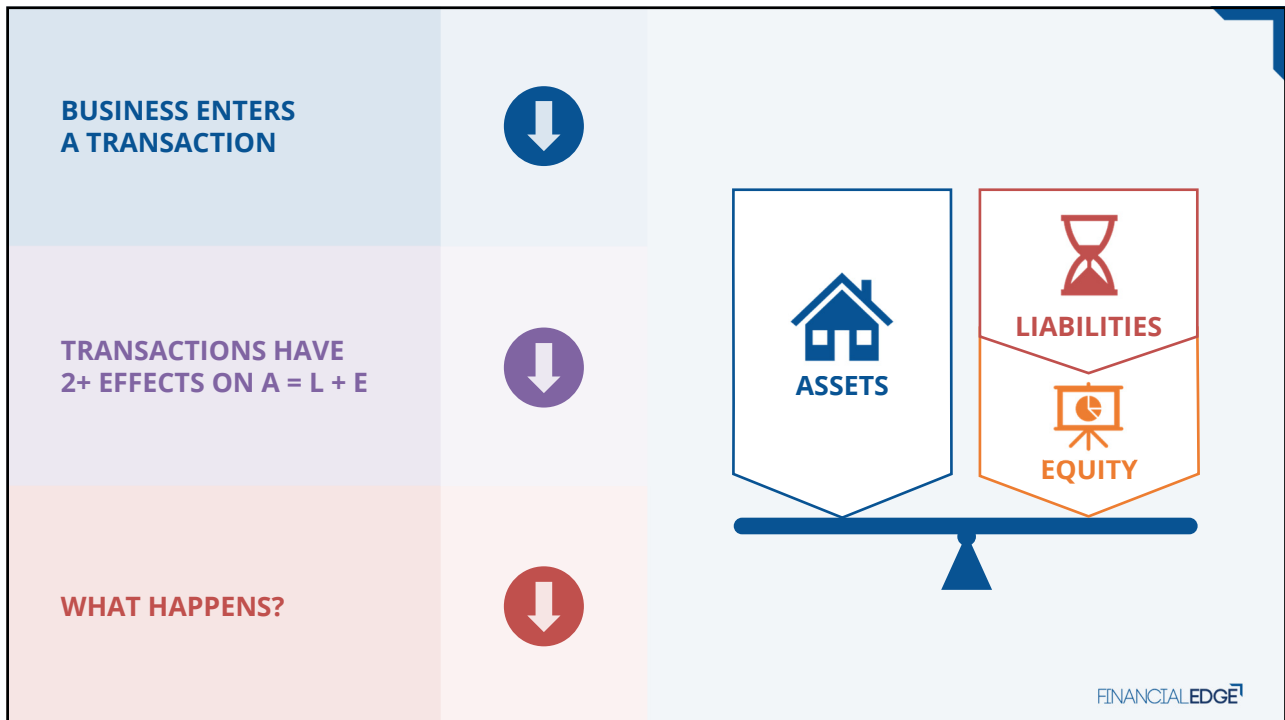 BUSINESS ENTERS
A TRANSACTION
TRANSACTIONS HAVE
2+ EFFECTS ON A = L + E
WHAT HAPPENS?
ASSETS
LIABILITIES
EQUITY
FINANCIALEDGE